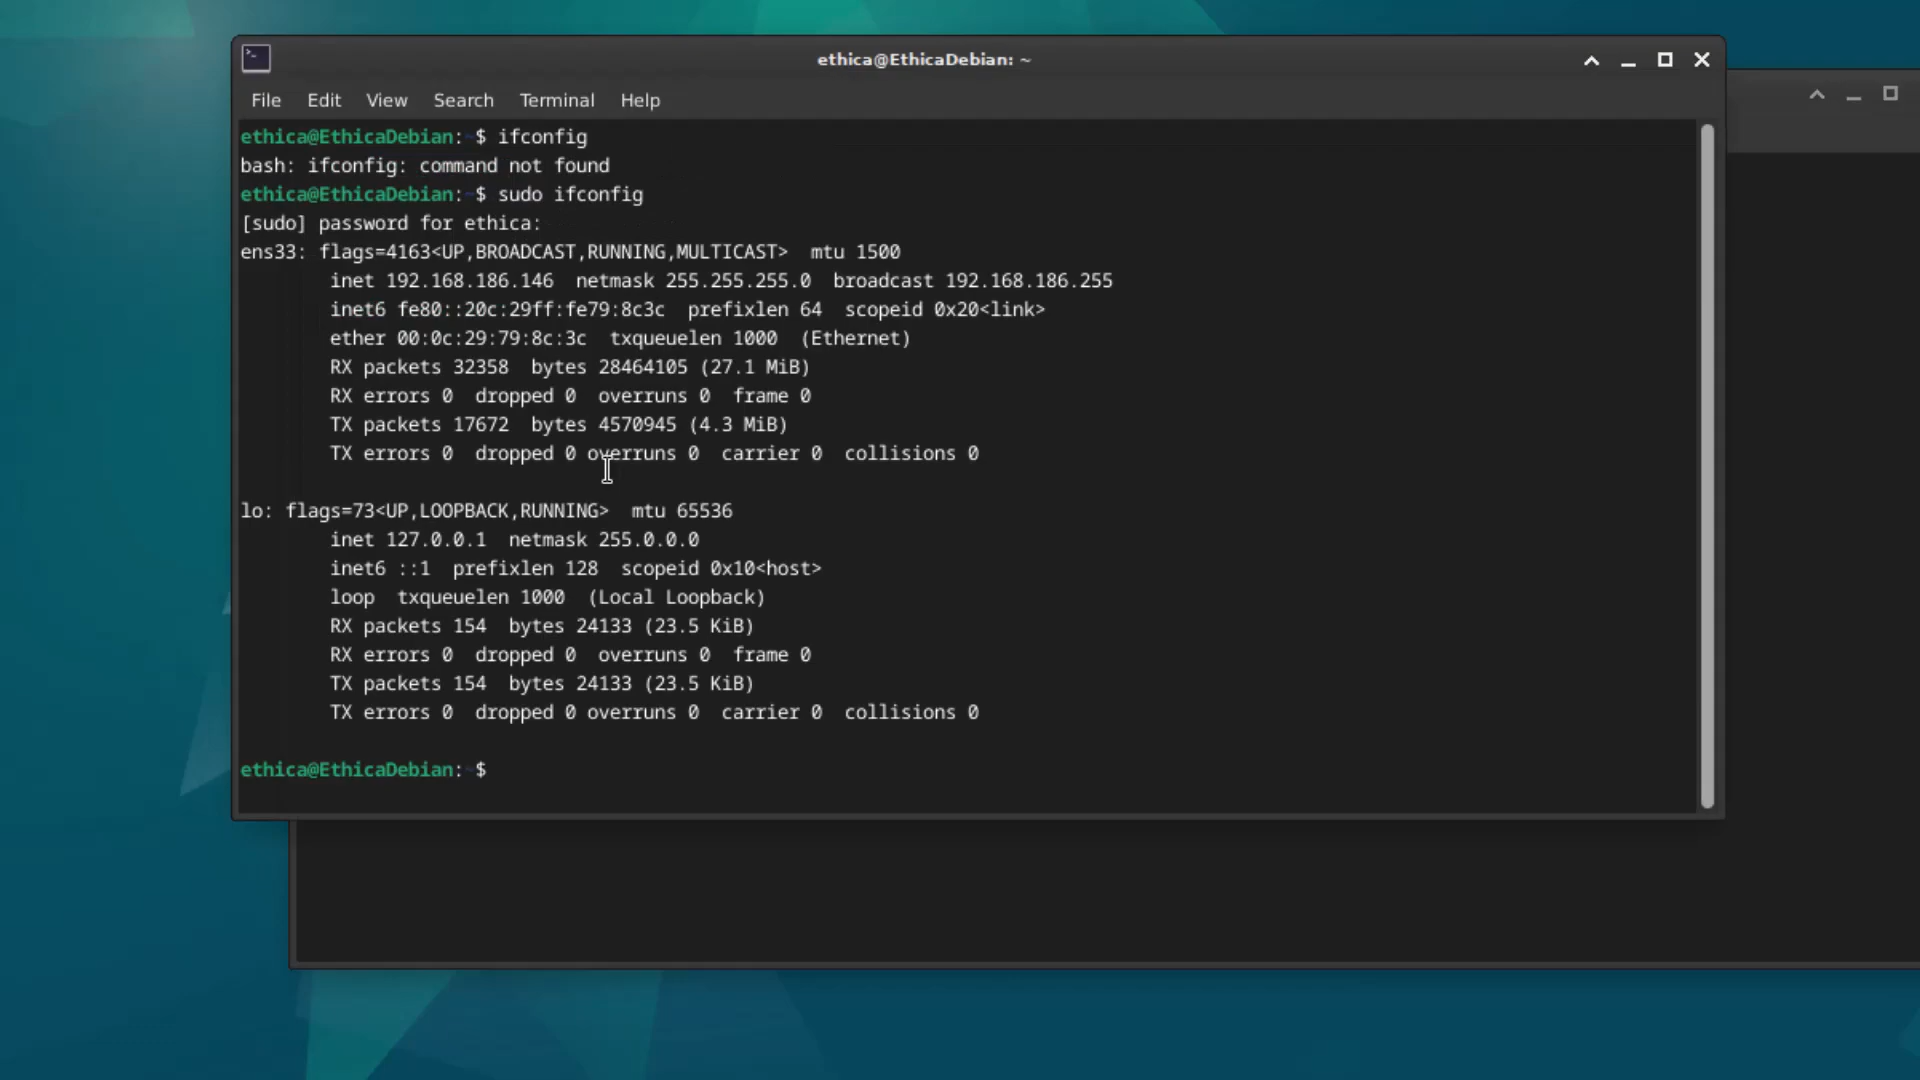 ethica@EthicaDebian: ~
File Edit View Search Terminal Help
ethica@EthicaDebian:~$ ifconfig
bash: ifconfig: command not found
ethica@EthicaDebian:~$ sudo ifconfig
[sudo] password for ethica:
ens33: flags=4163<UP,BROADCAST,RUNNING,MULTICAST>  mtu 1500
        inet 192.168.186.146  netmask 255.255.255.0  broadcast 192.168.186.255
        inet6 fe80::20c:29ff:fe79:8c3c  prefixlen 64  scopeid 0x20<link>
        ether 00:0c:29:79:8c:3c  txqueuelen 1000  (Ethernet)
        RX packets 32358  bytes 28464105 (27.1 MiB)
        RX errors 0  dropped 0  overruns 0  frame 0
        TX packets 17672  bytes 4570945 (4.3 MiB)
        TX errors 0  dropped 0 overruns 0  carrier 0  collisions 0
lo: flags=73<UP,LOOPBACK,RUNNING>  mtu 65536
        inet 127.0.0.1  netmask 255.0.0.0
        inet6 ::1  prefixlen 128  scopeid 0x10<host>
        loop  txqueuelen 1000  (Local Loopback)
        RX packets 154  bytes 24133 (23.5 KiB)
        RX errors 0  dropped 0  overruns 0  frame 0
        TX packets 154  bytes 24133 (23.5 KiB)
        TX errors 0  dropped 0 overruns 0  carrier 0  collisions 0
ethica@EthicaDebian:~$